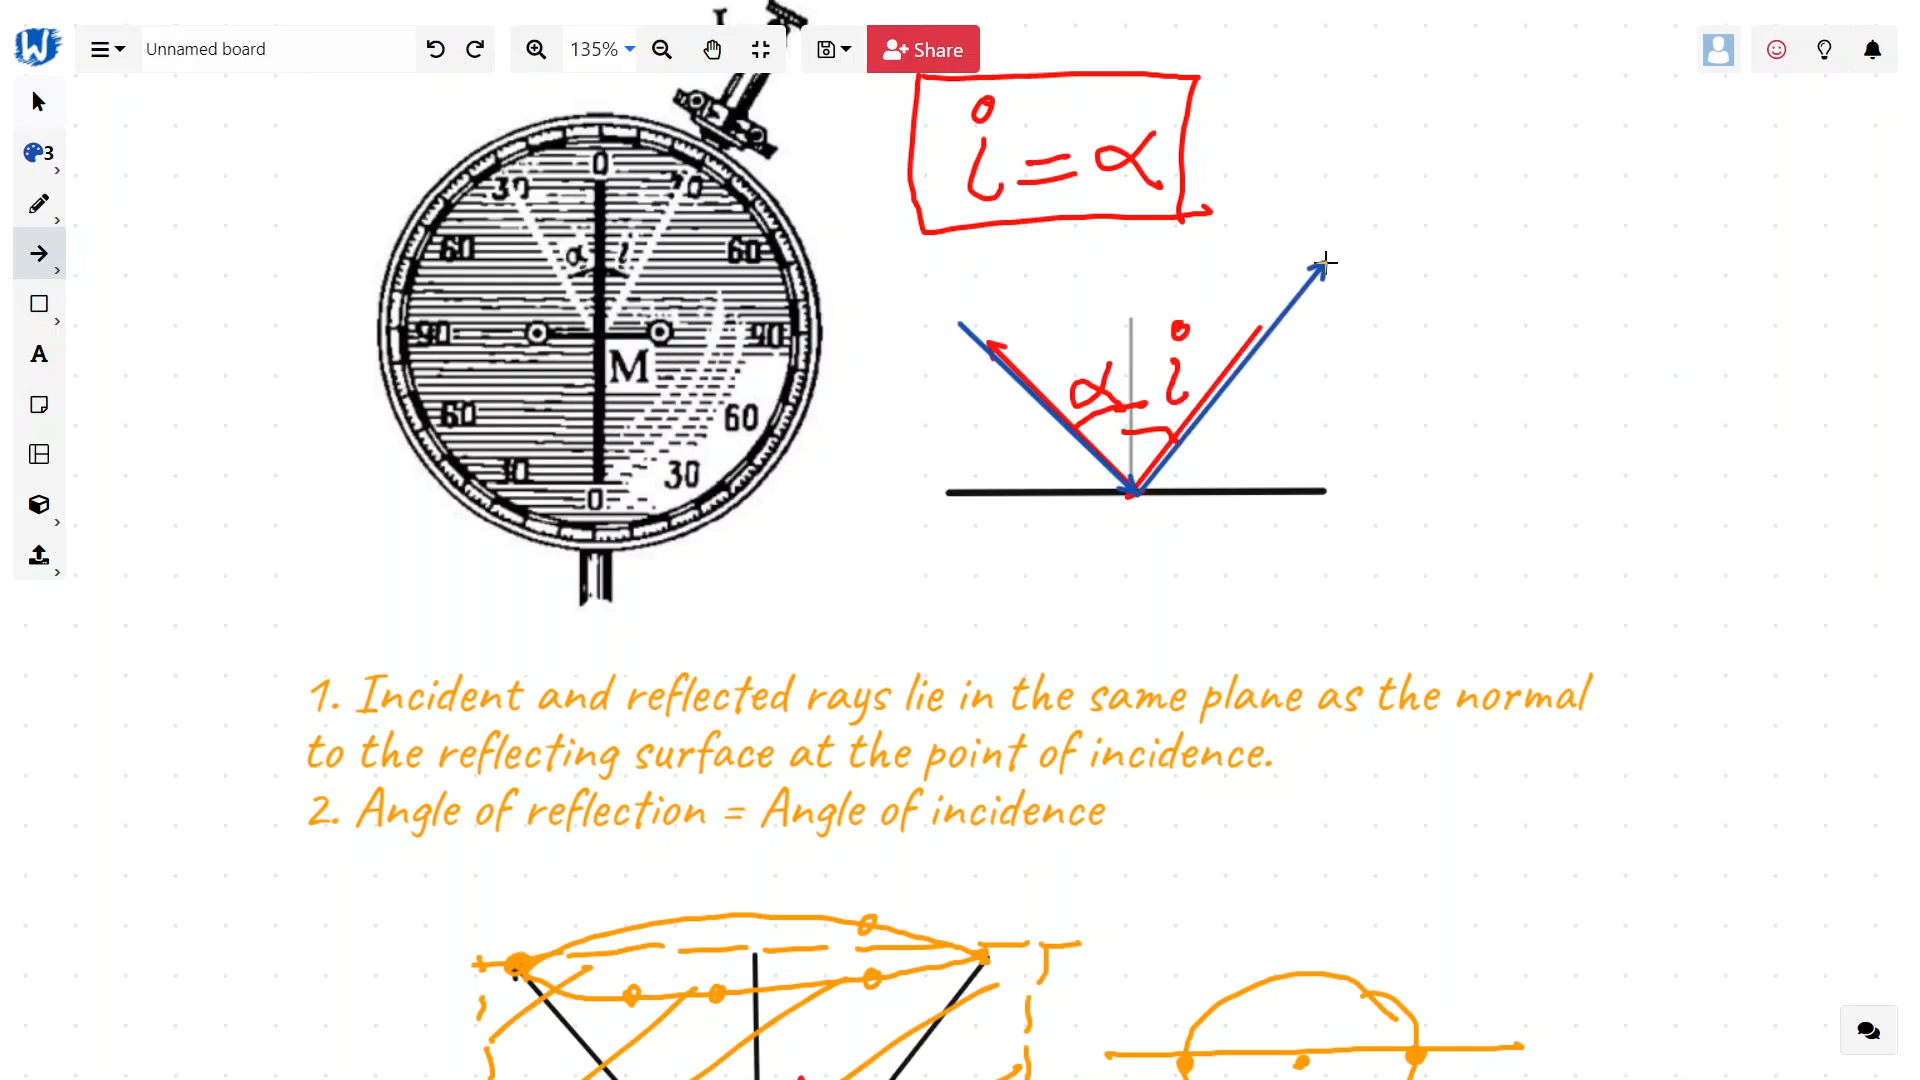 W
Unnamed board
135%
Share
3
A
i = α
0
30
60
60
α i
90
90
M
60
60
30
30
0
α i
1. Incident and reflected rays lie in the same plane as the normal
to the reflecting surface at the point of incidence.
2. Angle of reflection = Angle of incidence